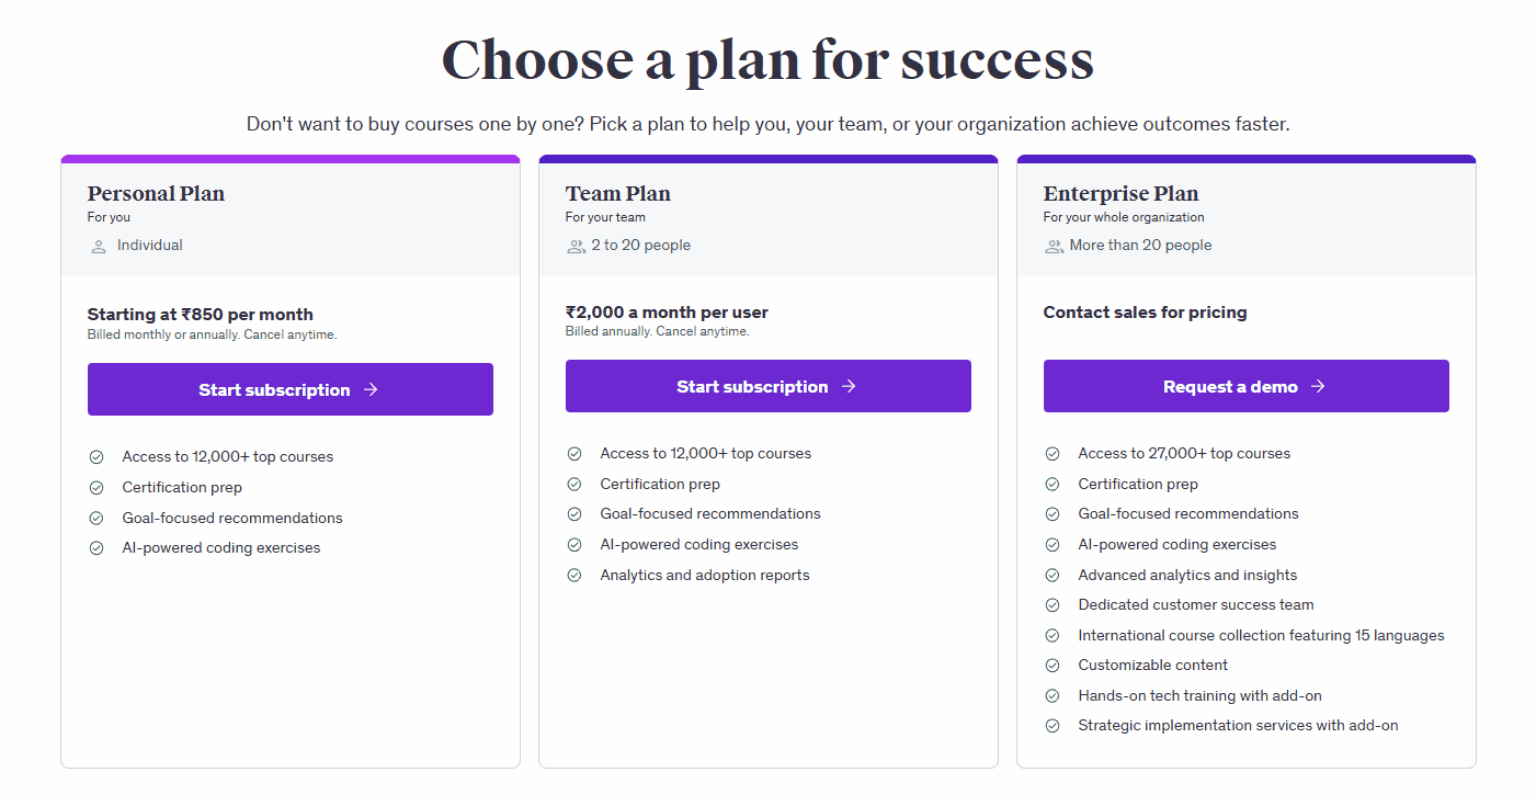 Choose a plan for success
Don't want to buy courses one by one? Pick a plan to help you, your team, or your organization achieve outcomes faster.
Personal Plan
For you
Individual
Starting at ₹850 per month
Billed monthly or annually. Cancel anytime.
Start subscription →
Access to 12,000+ top courses
Certification prep
Goal-focused recommendations
AI-powered coding exercises
Team Plan
For your team
2 to 20 people
₹2,000 a month per user
Billed annually. Cancel anytime.
Start subscription →
Access to 12,000+ top courses
Certification prep
Goal-focused recommendations
AI-powered coding exercises
Analytics and adoption reports
Enterprise Plan
For your whole organization
More than 20 people
Contact sales for pricing
Request a demo →
Access to 27,000+ top courses
Certification prep
Goal-focused recommendations
AI-powered coding exercises
Advanced analytics and insights
Dedicated customer success team
International course collection featuring 15 languages
Customizable content
Hands-on tech training with add-on
Strategic implementation services with add-on